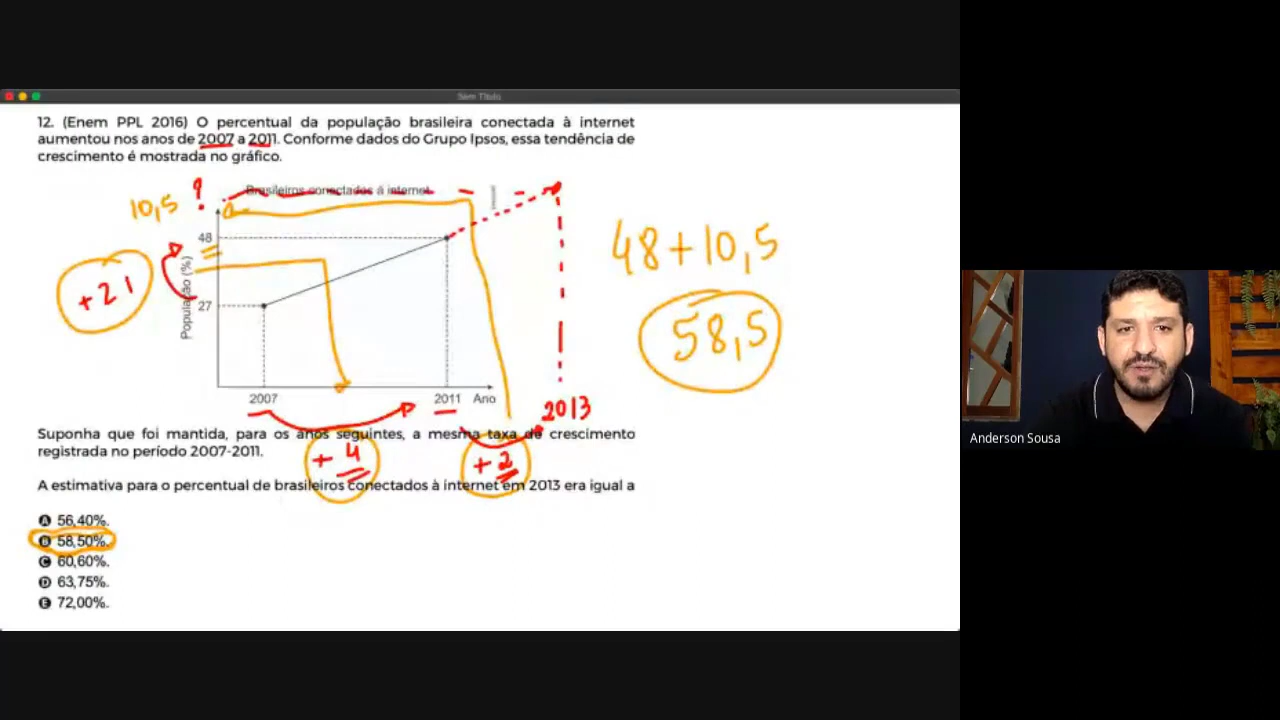 Sem Título
12. (Enem PPL 2016) O percentual da população brasileira conectada à internet
aumentou nos anos de 2007 a 2011. Conforme dados do Grupo Ipsos, essa tendência de
crescimento é mostrada no gráfico.
Brasileiros conectados à internet
?
10,5
48
+21
População (%)
27
2007
2011
Ano
2013
48+10,5
58,5
Suponha que foi mantida, para os anos seguintes, a mesma taxa de crescimento
registrada no período 2007-2011.
+4
+2
A estimativa para o percentual de brasileiros conectados à internet em 2013 era igual a
A 56,40%.
B 58,50%.
C 60,60%.
D 63,75%.
E 72,00%.
Anderson Sousa